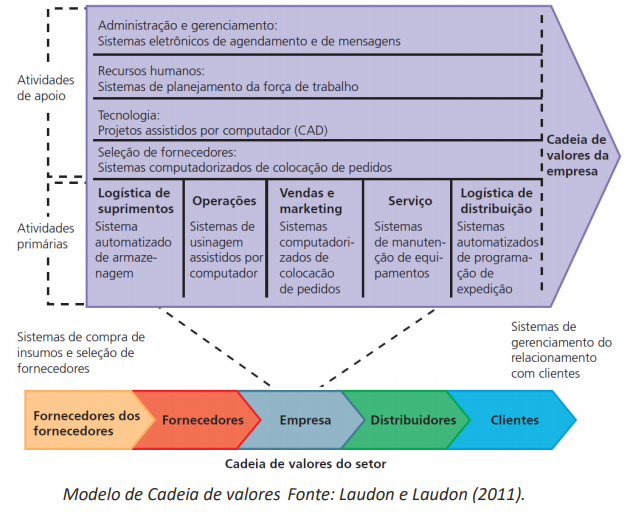 Administração e gerenciamento:
Sistemas eletrônicos de agendamento e de mensagens
Recursos humanos:
Sistemas de planejamento da força de trabalho
Tecnologia:
Projetos assistidos por computador (CAD)
Seleção de fornecedores:
Sistemas computadorizados de colocação de pedidos
Atividades
de apoio
Cadeia de
valores da
empresa
Atividades
primárias
Logística de
suprimentos
Sistema
automatizado
de armaze-
nagem
Operações
Sistemas de
usinagem
assistidos por
computador
Vendas e
marketing
Sistemas
computadori-
zados de
colocacão
de pedidos
Serviço
Sistemas
de manuten-
ção de equi-
pamentos
Logística de
distribuição
Sistemas
automatizados
de programa-
ção de
expedição
Sistemas de compra de
insumos e seleção de
fornecedores
Sistemas de
gerenciamento do
relacionamento
com clientes
Fornecedores dos
fornecedores
Fornecedores
Empresa
Distribuidores
Clientes
Cadeia de valores do setor
Modelo de Cadeia de valores Fonte: Laudon e Laudon (2011).